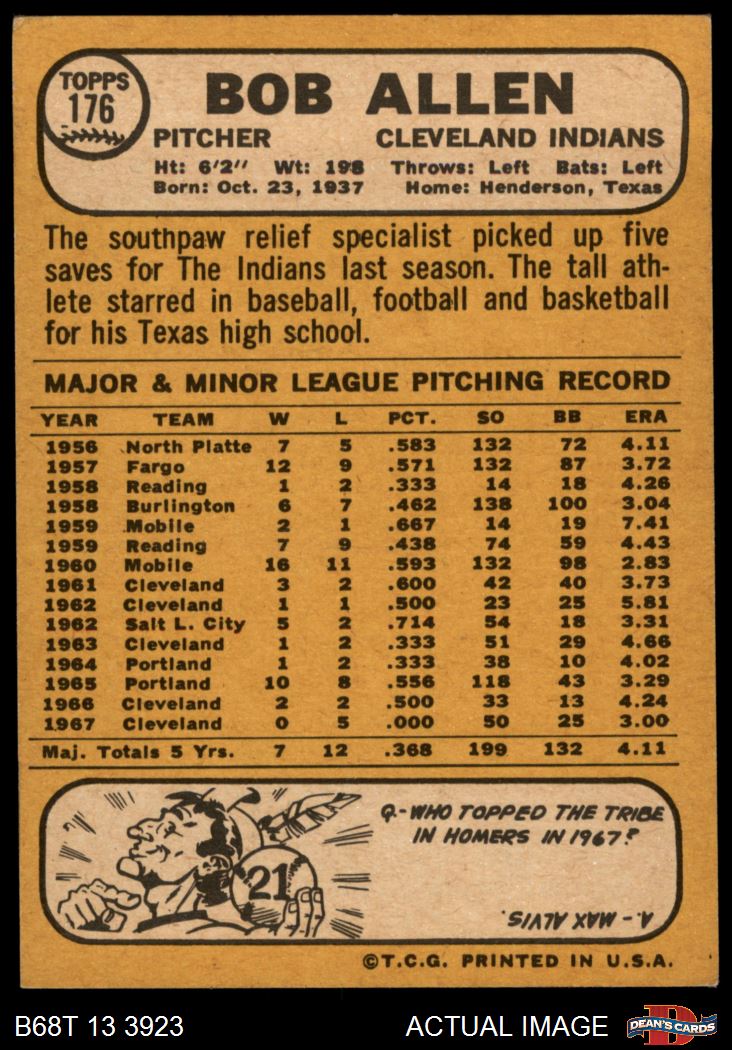 TOPPS
176
BOB ALLEN
PITCHER CLEVELAND INDIANS
Ht: 6'2'' Wt: 198 Throws: Left Bats: Left
Born: Oct. 23, 1937 Home: Henderson, Texas
The southpaw relief specialist picked up five
saves for The Indians last season. The tall ath-
lete starred in baseball, football and basketball
for his Texas high school.
MAJOR & MINOR LEAGUE PITCHING RECORD
YEAR TEAM W L PCT. SO BB ERA
1956 North Platte 7 5 .583 132 72 4.11
1957 Fargo 12 9 .571 132 87 3.72
1958 Reading 1 2 .333 14 18 4.26
1958 Burlington 6 7 .462 138 100 3.04
1959 Mobile 2 1 .667 14 19 7.41
1959 Reading 7 9 .438 74 59 4.43
1960 Mobile 16 11 .593 132 98 2.83
1961 Cleveland 3 2 .600 42 40 3.73
1962 Cleveland 1 1 .500 23 25 5.81
1962 Salt L. City 5 2 .714 54 18 3.31
1963 Cleveland 1 2 .333 51 29 4.66
1964 Portland 1 2 .333 38 10 4.02
1965 Portland 10 8 .556 118 43 3.29
1966 Cleveland 2 2 .500 33 13 4.24
1967 Cleveland 0 5 .000 50 25 3.00
Maj. Totals 5 Yrs. 7 12 .368 199 132 4.11
Q-WHO TOPPED THE TRIBE
IN HOMERS IN 1967?
21
A. MAX ALVIS.
©T.C.G. PRINTED IN U.S.A.
B68T 13 3923 ACTUAL IMAGE
D
DEAN'S CARDS